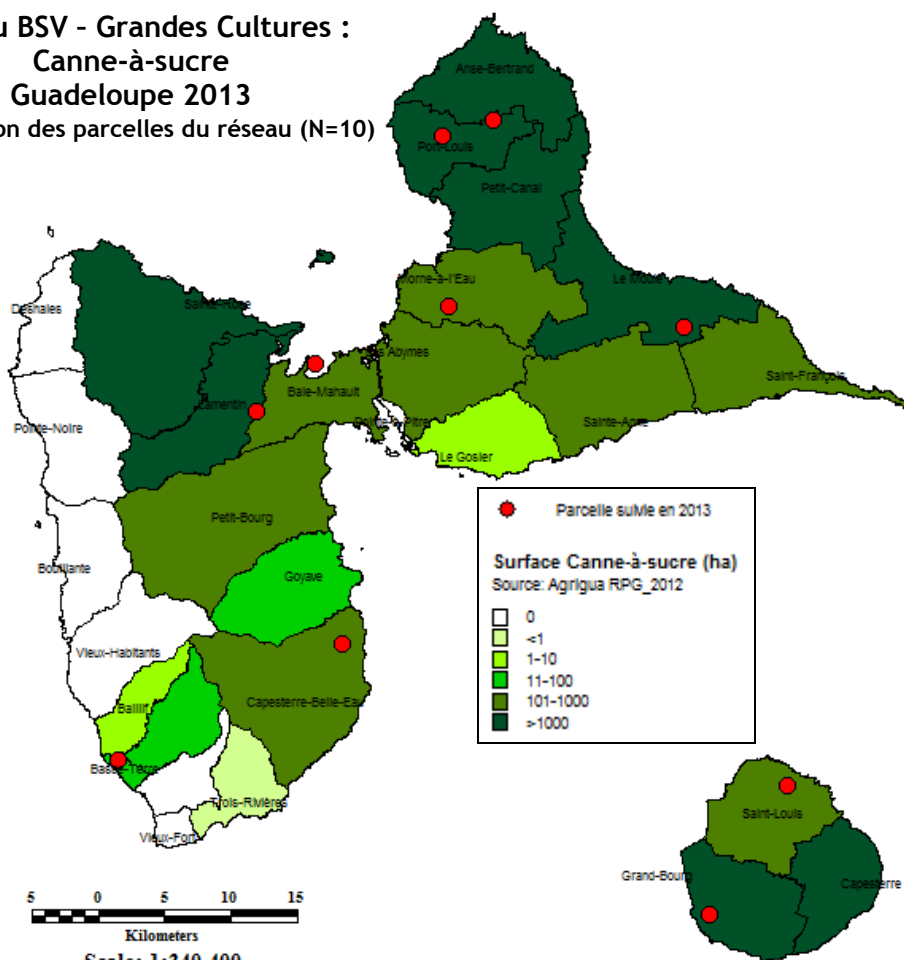 u BSV – Grandes Cultures :
Canne-à-sucre
Guadeloupe 2013
on des parcelles du réseau (N=10)
Anse-Bertrand
Port-Louis
Petit-Canal
Morne-à-l'Eau
Le Moule
Deshaies
Sainte-Rose
Les Abymes
Lamentin
Baie-Mahault
Saint-François
Pointe-Noire
Pointe-à-Pitre
Sainte-Anne
Le Gosier
Petit-Bourg
Bouillante
Goyave
Vieux-Habitants
Capesterre-Belle-Eau
Baillif
Basse-Terre
Trois-Rivières
Vieux-Fort
Parcelle suivie en 2013
Surface Canne-à-sucre (ha)
Source: Agrigua RPG_2012
0
<1
1-10
11-100
101-1000
>1000
Saint-Louis
Grand-Bourg
Capesterre
5 0 5 10 15
Kilometers
Scale: 1:340,400